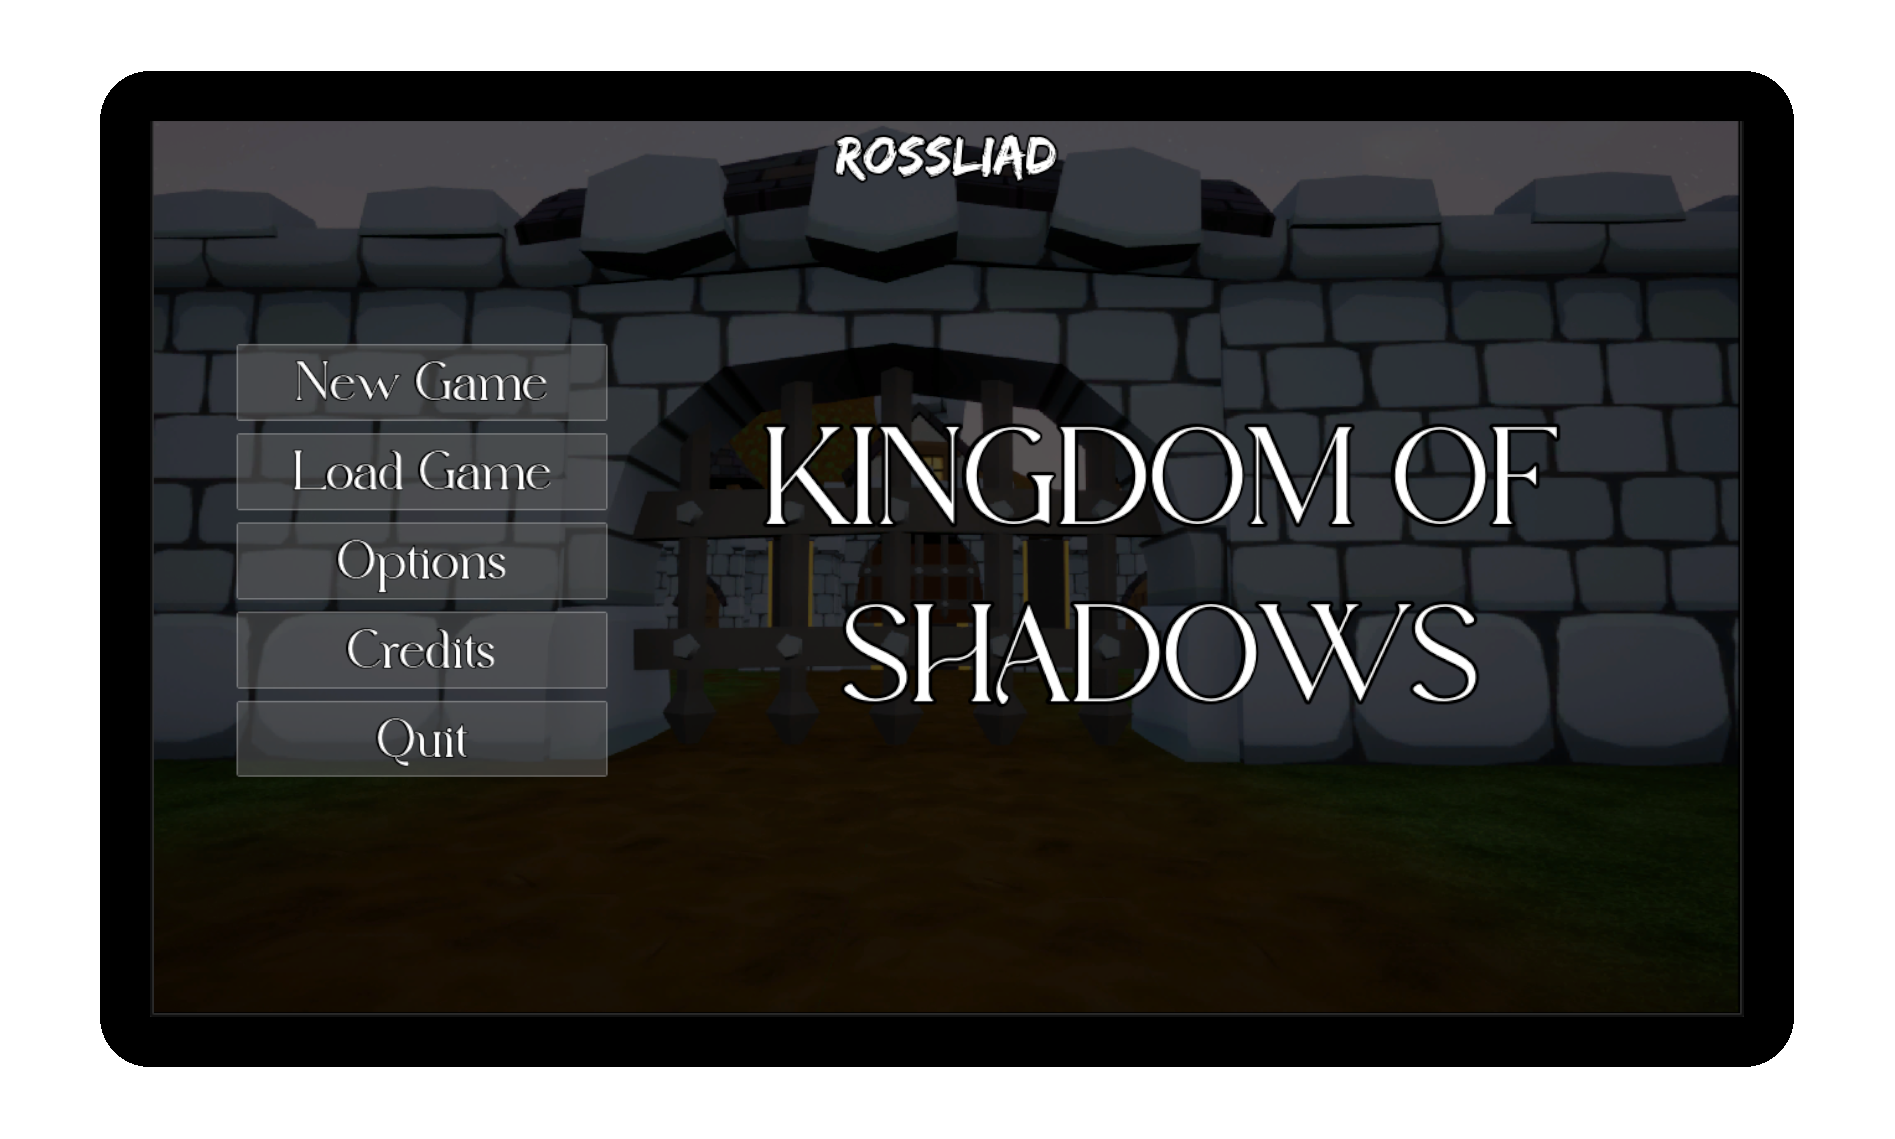 ROSSLIAD
New Game
Load Game
Options
Credits
Quit
KINGDOM OF
SHADOWS